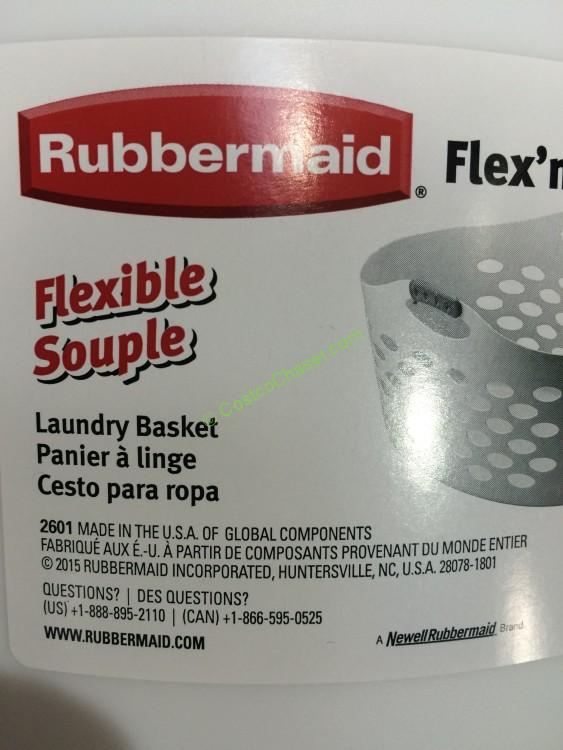 Rubbermaid®
Flex'n
Flexible
Souple
© CostcoChaser.com
Laundry Basket
Panier à linge
Cesto para ropa
2601 MADE IN THE U.S.A. OF GLOBAL COMPONENTS
FABRIQUÉ AUX É.-U. À PARTIR DE COMPOSANTS PROVENANT DU MONDE ENTIER
© 2015 RUBBERMAID INCORPORATED, HUNTERSVILLE, NC, U.S.A. 28078-1801
QUESTIONS? | DES QUESTIONS?
(US) +1-888-895-2110 | (CAN) +1-866-595-0525
WWW.RUBBERMAID.COM
A NewellRubbermaid Brand